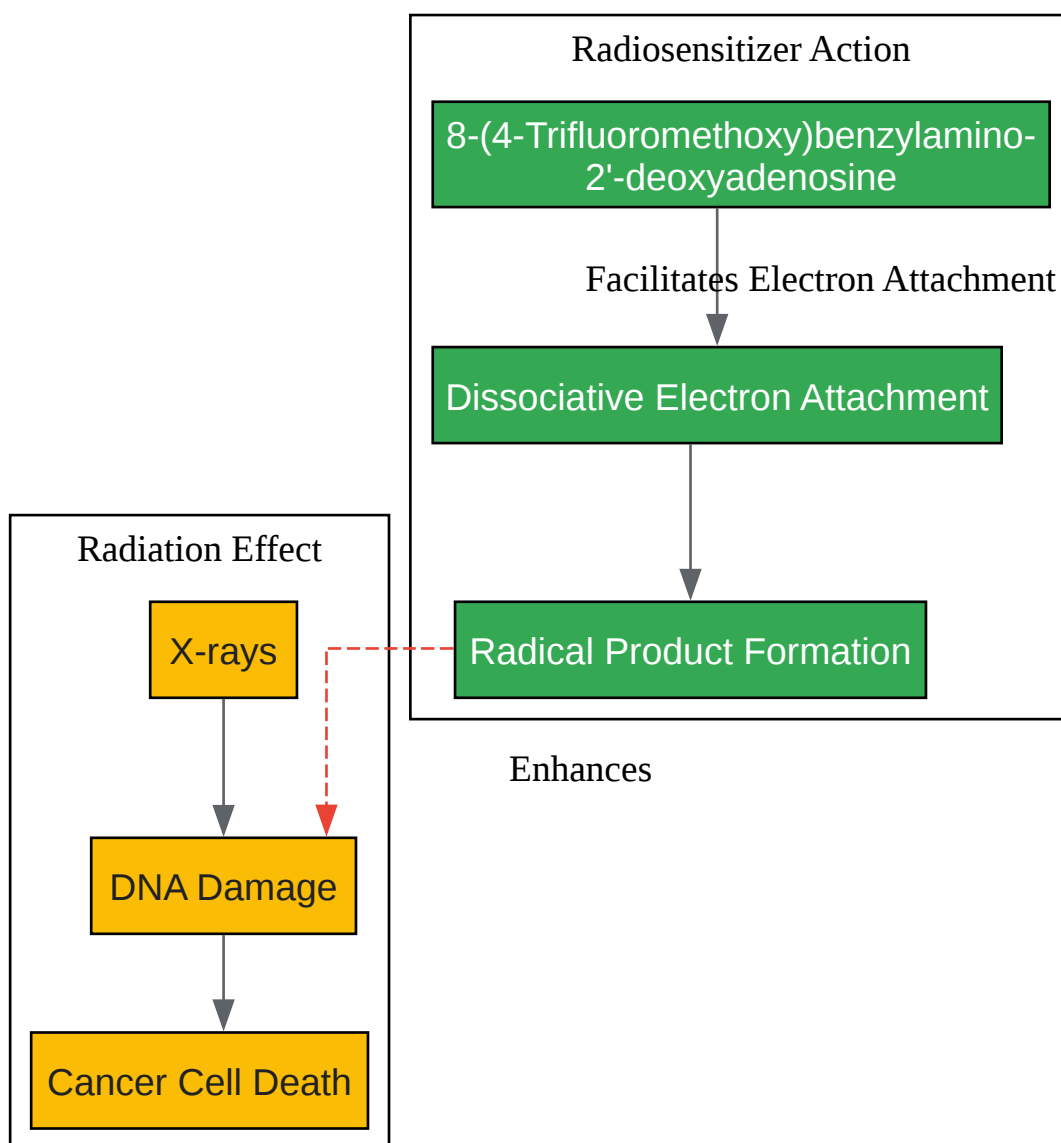 Radiosensitizer Action
8-(4-Trifluoromethoxy)benzylamino-
2'-deoxyadenosine
Facilitates Electron Attachment
Dissociative Electron Attachment
Radical Product Formation
Radiation Effect
X-rays
Enhances
DNA Damage
Cancer Cell Death